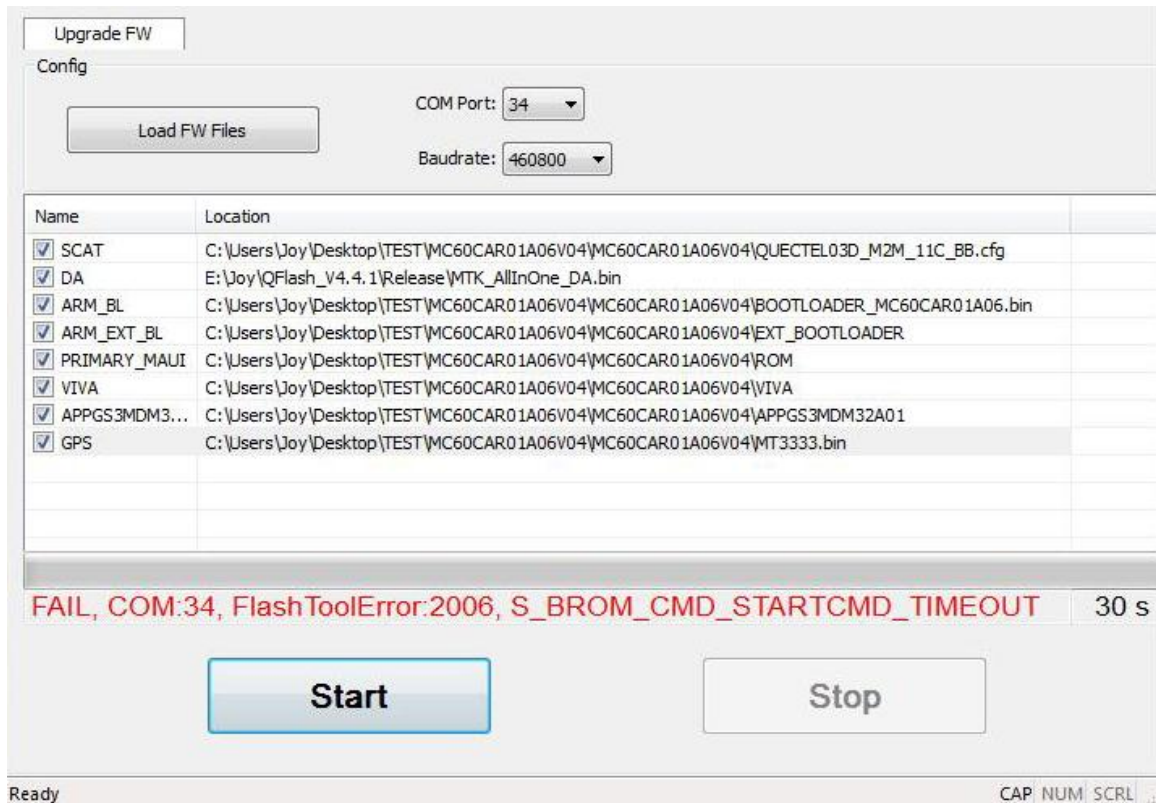 Upgrade FW
Config
Load FW Files
COM Port: 34
Baudrate: 460800
Name Location
SCAT C:\Users\Joy\Desktop\TEST\MC60CAR01A06V04\MC60CAR01A06V04\QUECTEL03D_M2M_11C_BB.cfg
DA E:\Joy\QFlash_V4.4.1\Release\MTK_AllInOne_DA.bin
ARM_BL C:\Users\Joy\Desktop\TEST\MC60CAR01A06V04\MC60CAR01A06V04\BOOTLOADER_MC60CAR01A06.bin
ARM_EXT_BL C:\Users\Joy\Desktop\TEST\MC60CAR01A06V04\MC60CAR01A06V04\EXT_BOOTLOADER
PRIMARY_MAUI C:\Users\Joy\Desktop\TEST\MC60CAR01A06V04\MC60CAR01A06V04\ROM
VIVA C:\Users\Joy\Desktop\TEST\MC60CAR01A06V04\MC60CAR01A06V04\VIVA
APPGS3MDM3... C:\Users\Joy\Desktop\TEST\MC60CAR01A06V04\MC60CAR01A06V04\APPGS3MDM32A01
GPS C:\Users\Joy\Desktop\TEST\MC60CAR01A06V04\MC60CAR01A06V04\MT3333.bin
FAIL, COM:34, FlashToolError:2006, S_BROM_CMD_STARTCMD_TIMEOUT 30 s
Start Stop
Ready CAP NUM SCRL